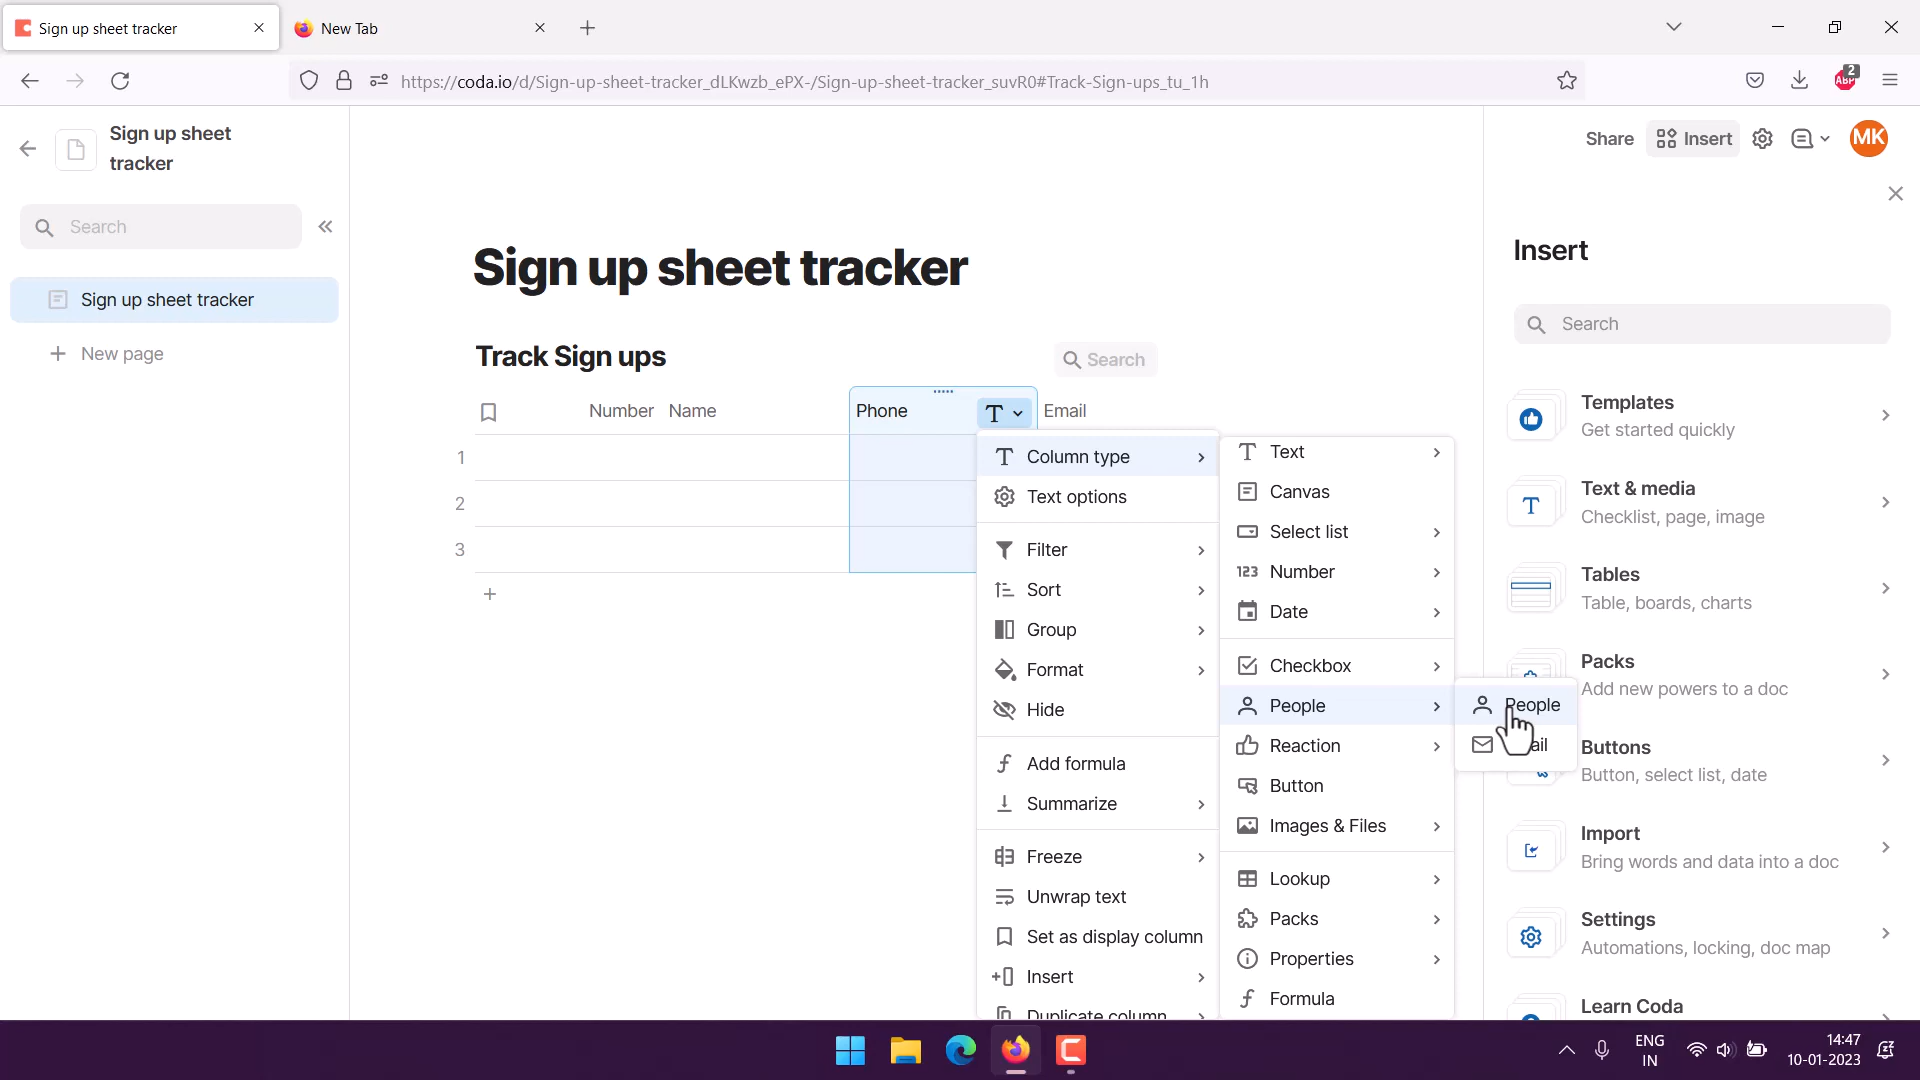 Sign up sheet tracker
New Tab
https://coda.io/d/Sign-up-sheet-tracker_dLKwzb_ePX-/Sign-up-sheet-tracker_suvR0#Track-Sign-ups_tu_1h
ABP
2
Sign up sheet
tracker
Share
Insert
MK
Search
Sign up sheet tracker
New page
Sign up sheet tracker
Track Sign ups
Search
Number
Name
Phone
Email
1
2
3
Column type
Text options
Filter
Sort
Group
Format
Hide
Add formula
Summarize
Freeze
Unwrap text
Set as display column
Insert
Duplicate column
Text
Canvas
Select list
Number
Date
Checkbox
People
Reaction
Button
Images & Files
Lookup
Packs
Properties
Formula
People
Insert
Search
Templates
Get started quickly
Text & media
Checklist, page, image
Tables
Table, boards, charts
Packs
Add new powers to a doc
Buttons
Button, select list, date
Import
Bring words and data into a doc
Settings
Automations, locking, doc map
Learn Coda
ENG
IN
14:47
10-01-2023